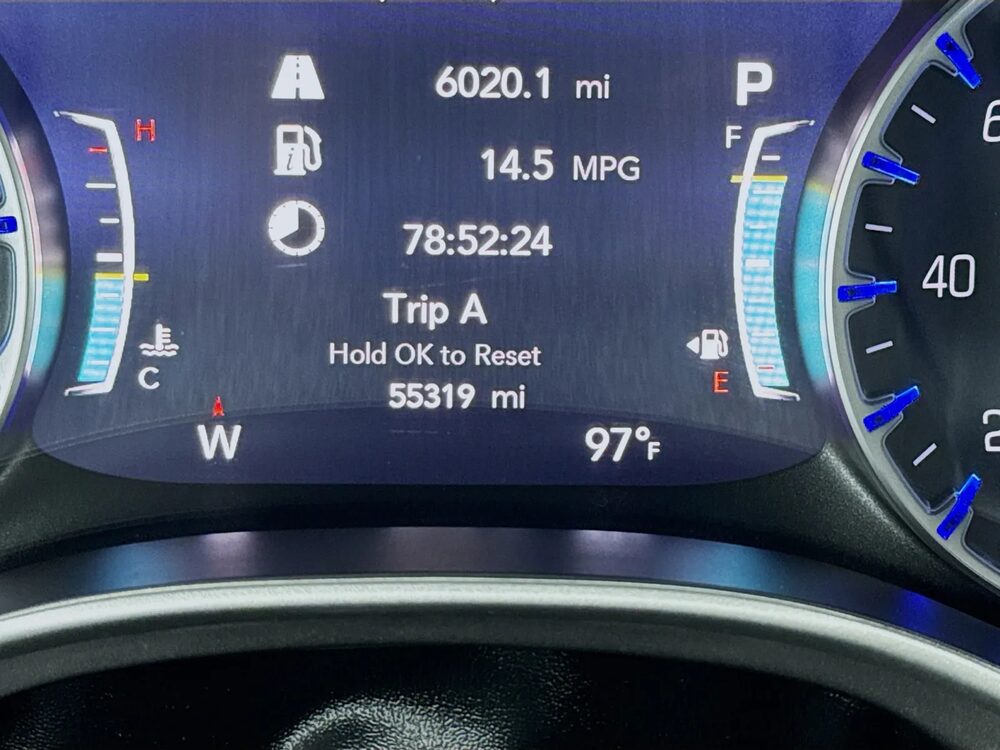 6020.1 mi P
H F
14.5 MPG
78:52:24
40
Trip A
Hold OK to Reset
C E
55319 mi
W 97°F